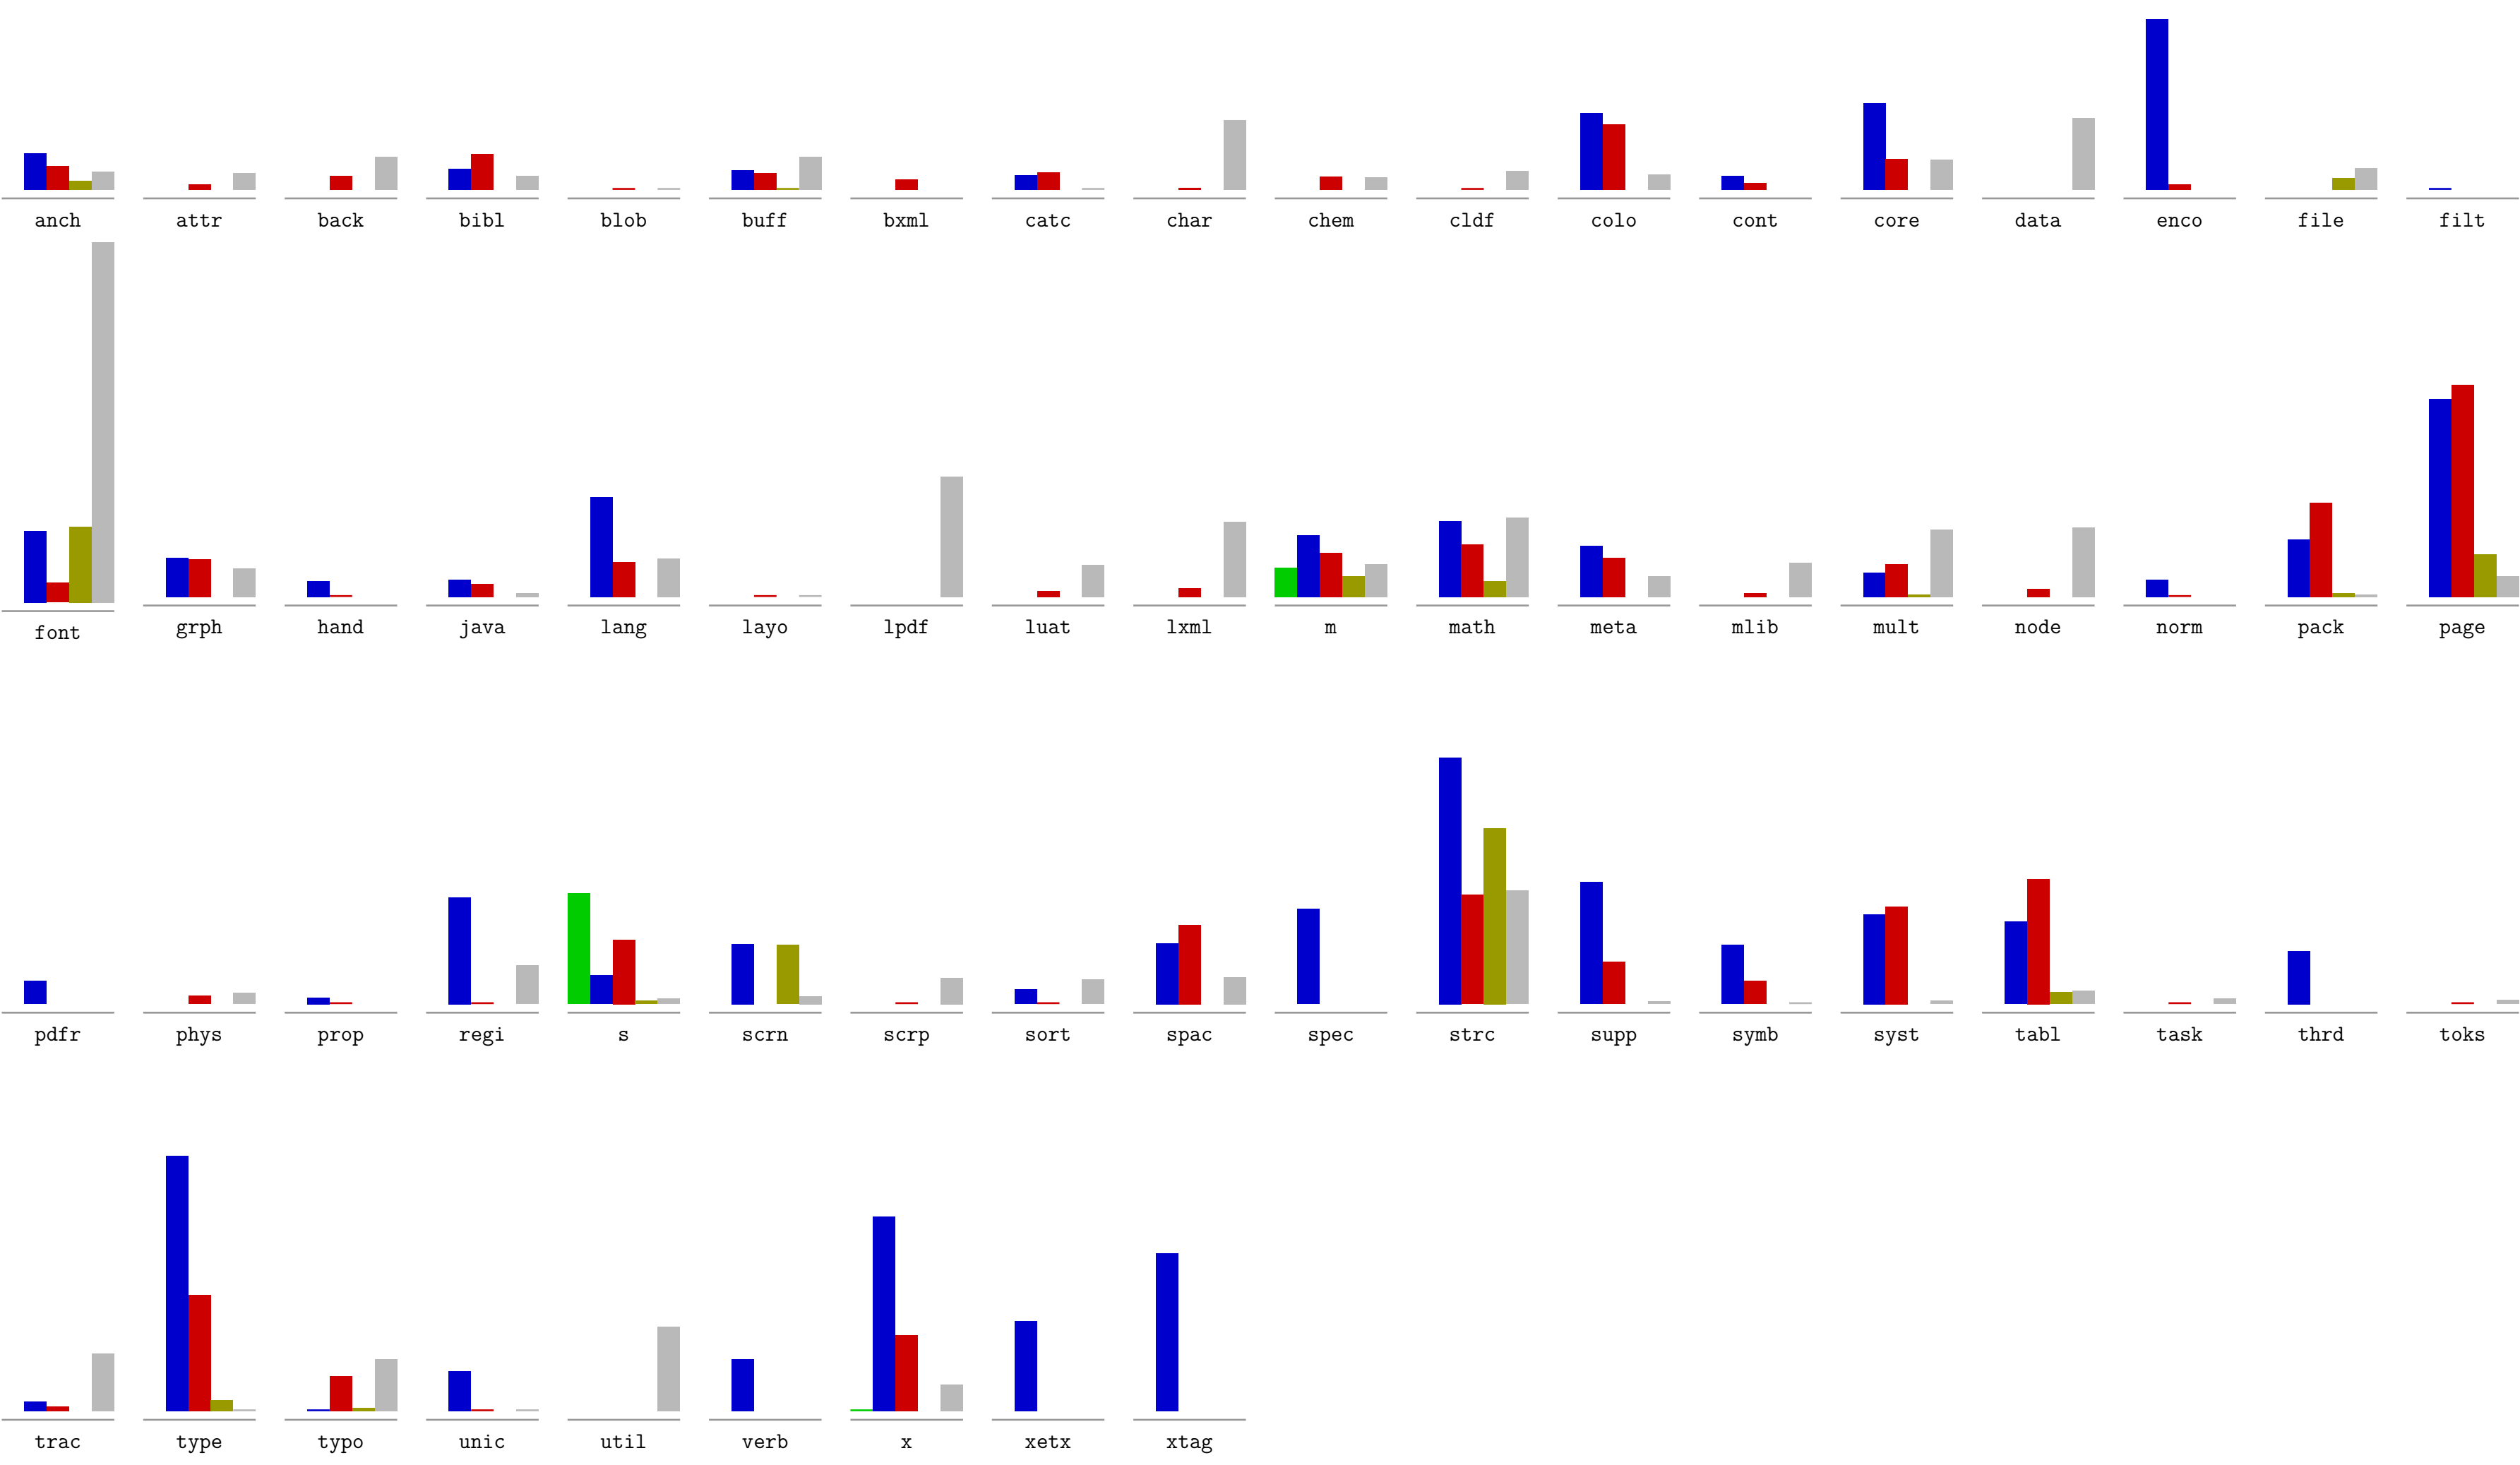 anch attr back bibl blob buff bxml catc char chem cldf colo cont core data enco file filt
font grph hand java lang layo lpdf luat lxml m math meta mlib mult node norm pack page
pdfr phys prop regi s scrn scrp sort spac spec strc supp symb syst tabl task thrd toks
trac type typo unic util verb x xetx xtag